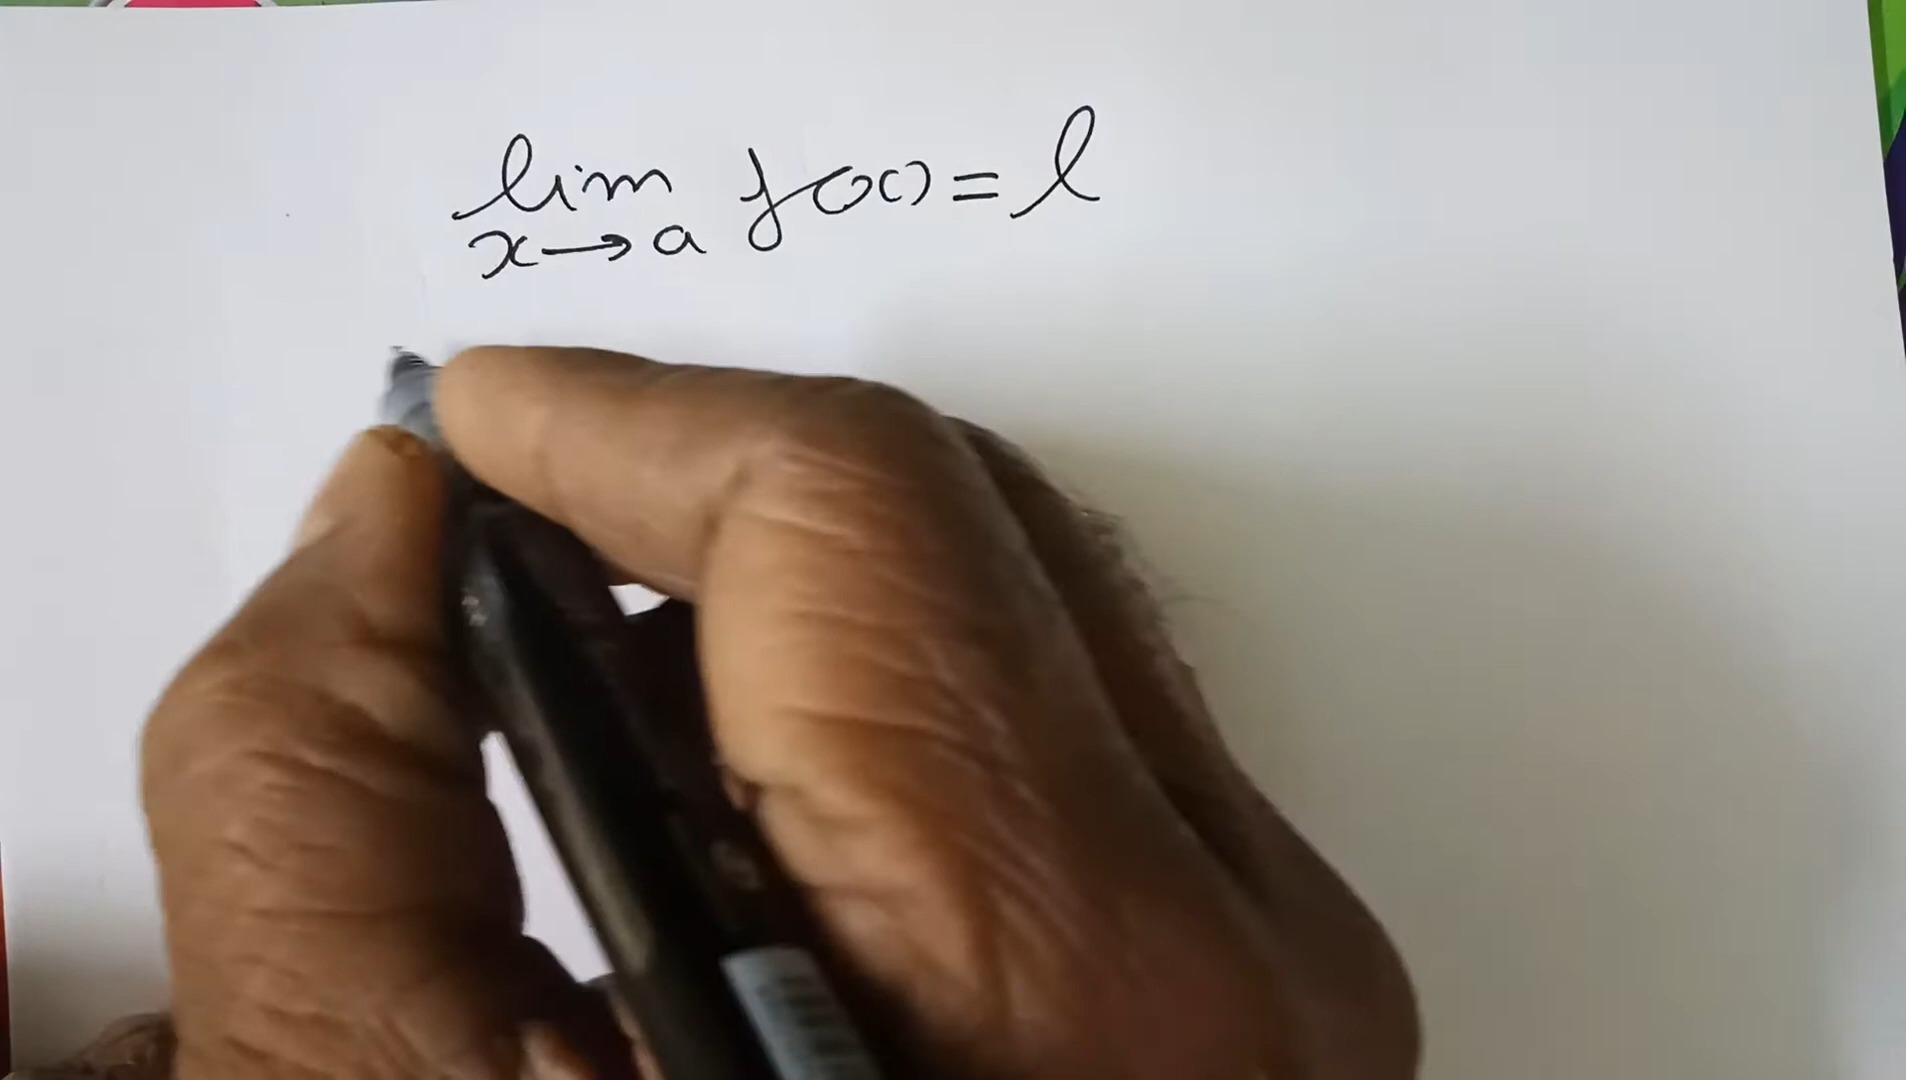 lim f(x) = l
x → a